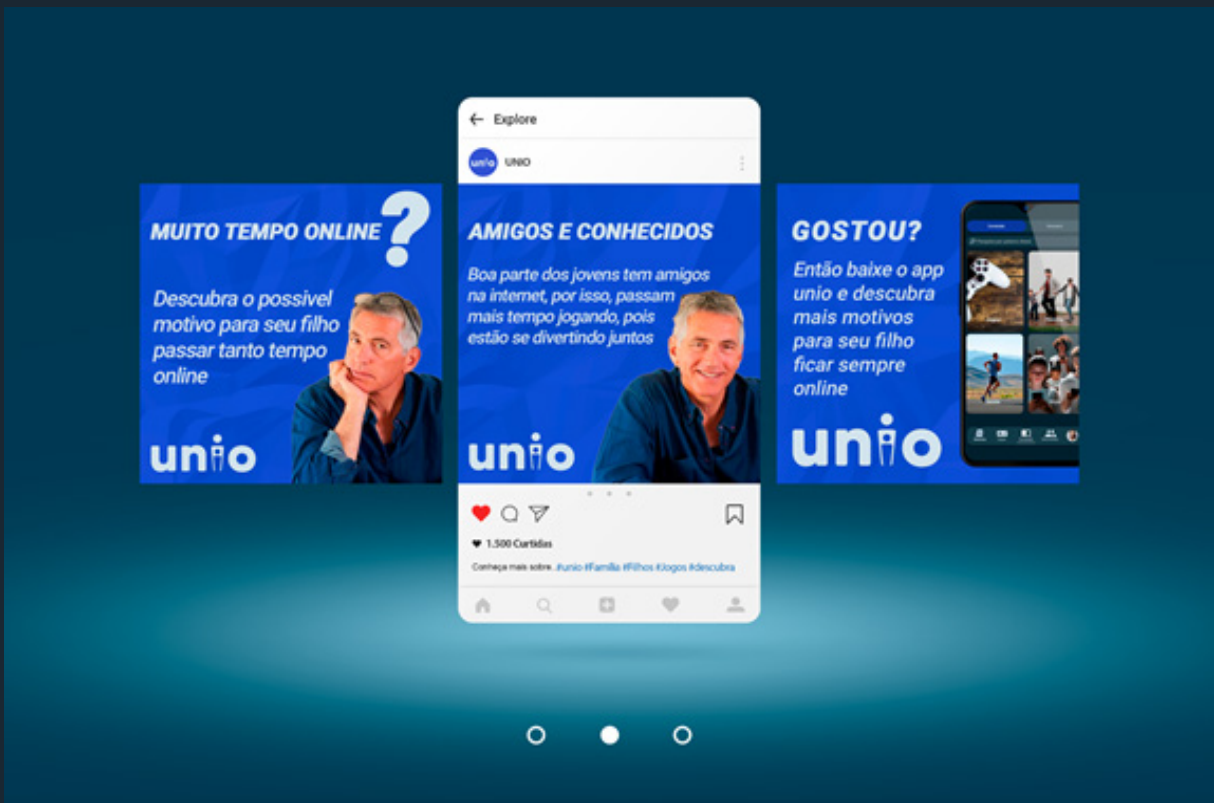 Explore
unio UNIO
MUITO TEMPO ONLINE?
Descubra o possivel
motivo para seu filho
passar tanto tempo
online
unio
AMIGOS E CONHECIDOS
Boa parte dos jovens tem amigos
na internet, por isso, passam
mais tempo jogando, pois
estão se divertindo juntos
unio
GOSTOU?
Então baixe o app
unio e descubra
mais motivos
para seu filho
ficar sempre
online
unio
1.500 Curtidas
Conheça mais sobre. #unio #Família #Filhos #Jogos #descubra